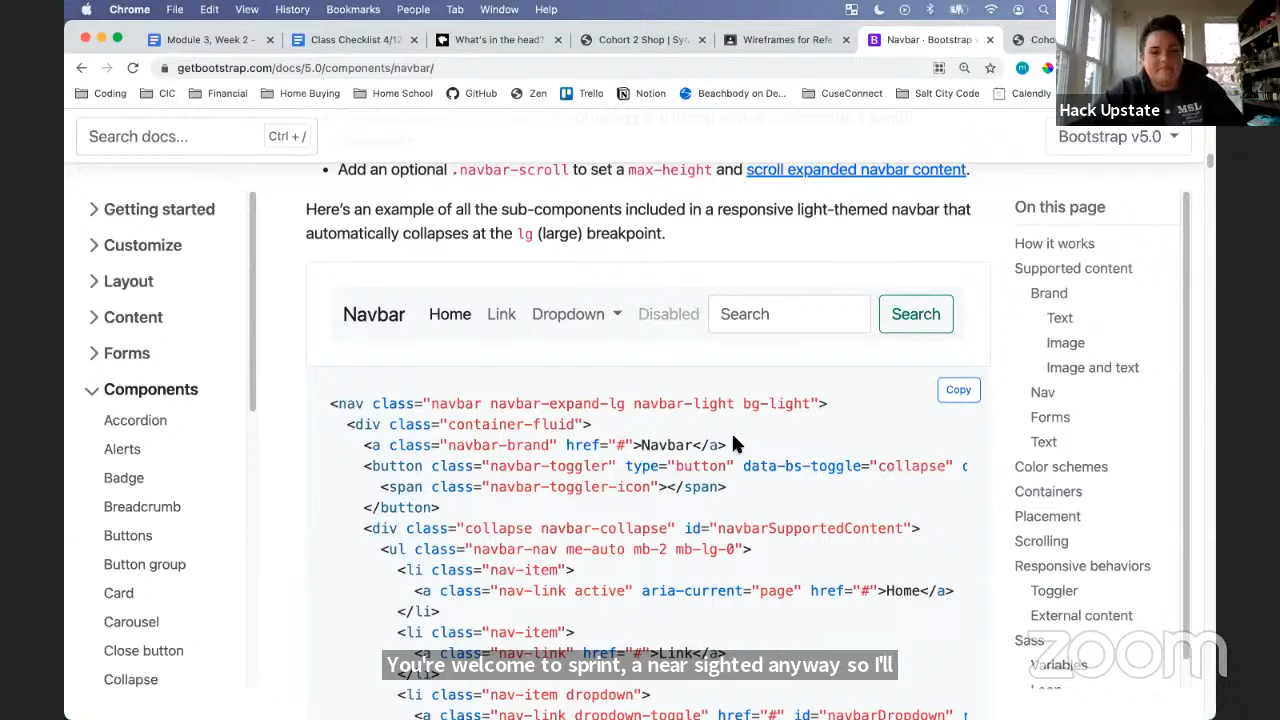 Chrome File Edit View History Bookmarks People Tab Window Help
Module 3, Week 2 -
Class Checklist 4/12
What's in the head?
Cohort 2 Shop | Syr
Wireframes for Refe
Navbar · Bootstrap
Coho
getbootstrap.com/docs/5.0/components/navbar/
Coding CIC Financial Home Buying Home School GitHub Zen Trello Notion Beachbody on De... CuseConnect Salt City Code Calendly
Hack Upstate
MSL
Search docs...
Ctrl + /
Bootstrap v5.0
• Add an optional .navbar-scroll to set a max-height and scroll expanded navbar content.
Here's an example of all the sub-components included in a responsive light-themed navbar that
automatically collapses at the lg (large) breakpoint.
Getting started
Customize
Layout
Content
Forms
Components
Accordion
Alerts
Badge
Breadcrumb
Buttons
Button group
Card
Carousel
Close button
Collapse
Navbar Home Link Dropdown Disabled Search Search
Copy
<nav class="navbar navbar-expand-lg navbar-light bg-light">
<div class="container-fluid">
<a class="navbar-brand" href="#">Navbar</a>
<button class="navbar-toggler" type="button" data-bs-toggle="collapse"
<span class="navbar-toggler-icon"></span>
</button>
<div class="collapse navbar-collapse" id="navbarSupportedContent">
<ul class="navbar-nav me-auto mb-2 mb-lg-0">
<li class="nav-item">
<a class="nav-link active" aria-current="page" href="#">Home</a>
</li>
<li class="nav-item">
<a class="nav-link" href="#">Link</a>
</li>
<li class="nav-item dropdown">
<a class="nav-link dropdown-toggle" href="#" id="navbarDropdown"
On this page
How it works
Supported content
Brand
Text
Image
Image and text
Nav
Forms
Text
Color schemes
Containers
Placement
Scrolling
Responsive behaviors
Toggler
External content
Sass
Variables
zoom
You're welcome to sprint, a near sighted anyway so I'll